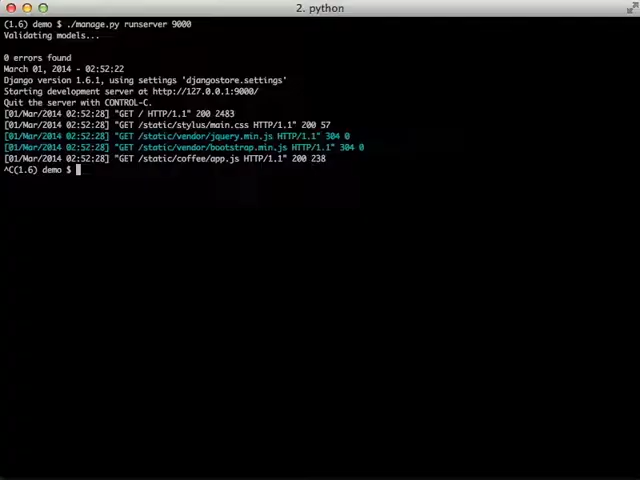 2. python
(1.6) demo $ ./manage.py runserver 9000
Validating models...
0 errors found
March 01, 2014 - 02:52:22
Django version 1.6.1, using settings 'djangostore.settings'
Starting development server at http://127.0.0.1:9000/
Quit the server with CONTROL-C.
[01/Mar/2014 02:52:28] "GET / HTTP/1.1" 200 2483
[01/Mar/2014 02:52:28] "GET /static/stylus/main.css HTTP/1.1" 200 57
[01/Mar/2014 02:52:28] "GET /static/vendor/jquery.min.js HTTP/1.1" 304 0
[01/Mar/2014 02:52:28] "GET /static/vendor/bootstrap.min.js HTTP/1.1" 304 0
[01/Mar/2014 02:52:28] "GET /static/coffee/app.js HTTP/1.1" 200 238
^C(1.6) demo $